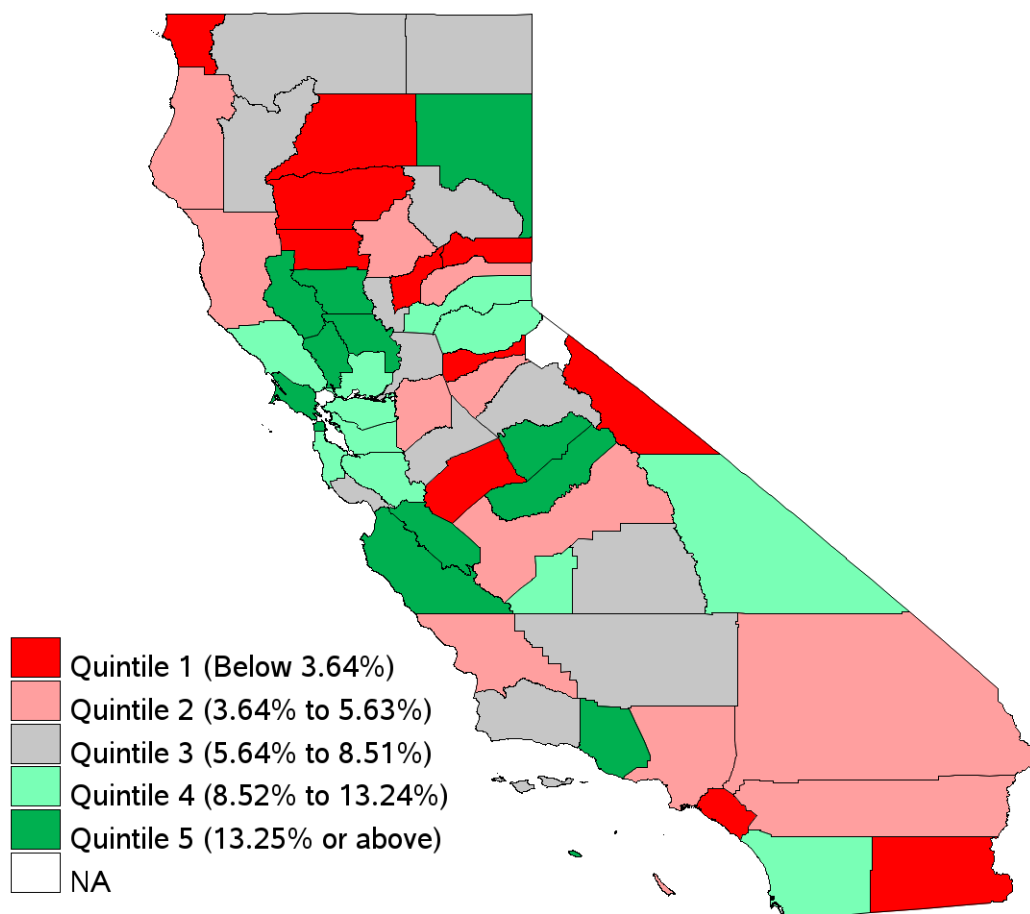 Quintile 1 (Below 3.64%)
Quintile 2 (3.64% to 5.63%)
Quintile 3 (5.64% to 8.51%)
Quintile 4 (8.52% to 13.24%)
Quintile 5 (13.25% or above)
NA